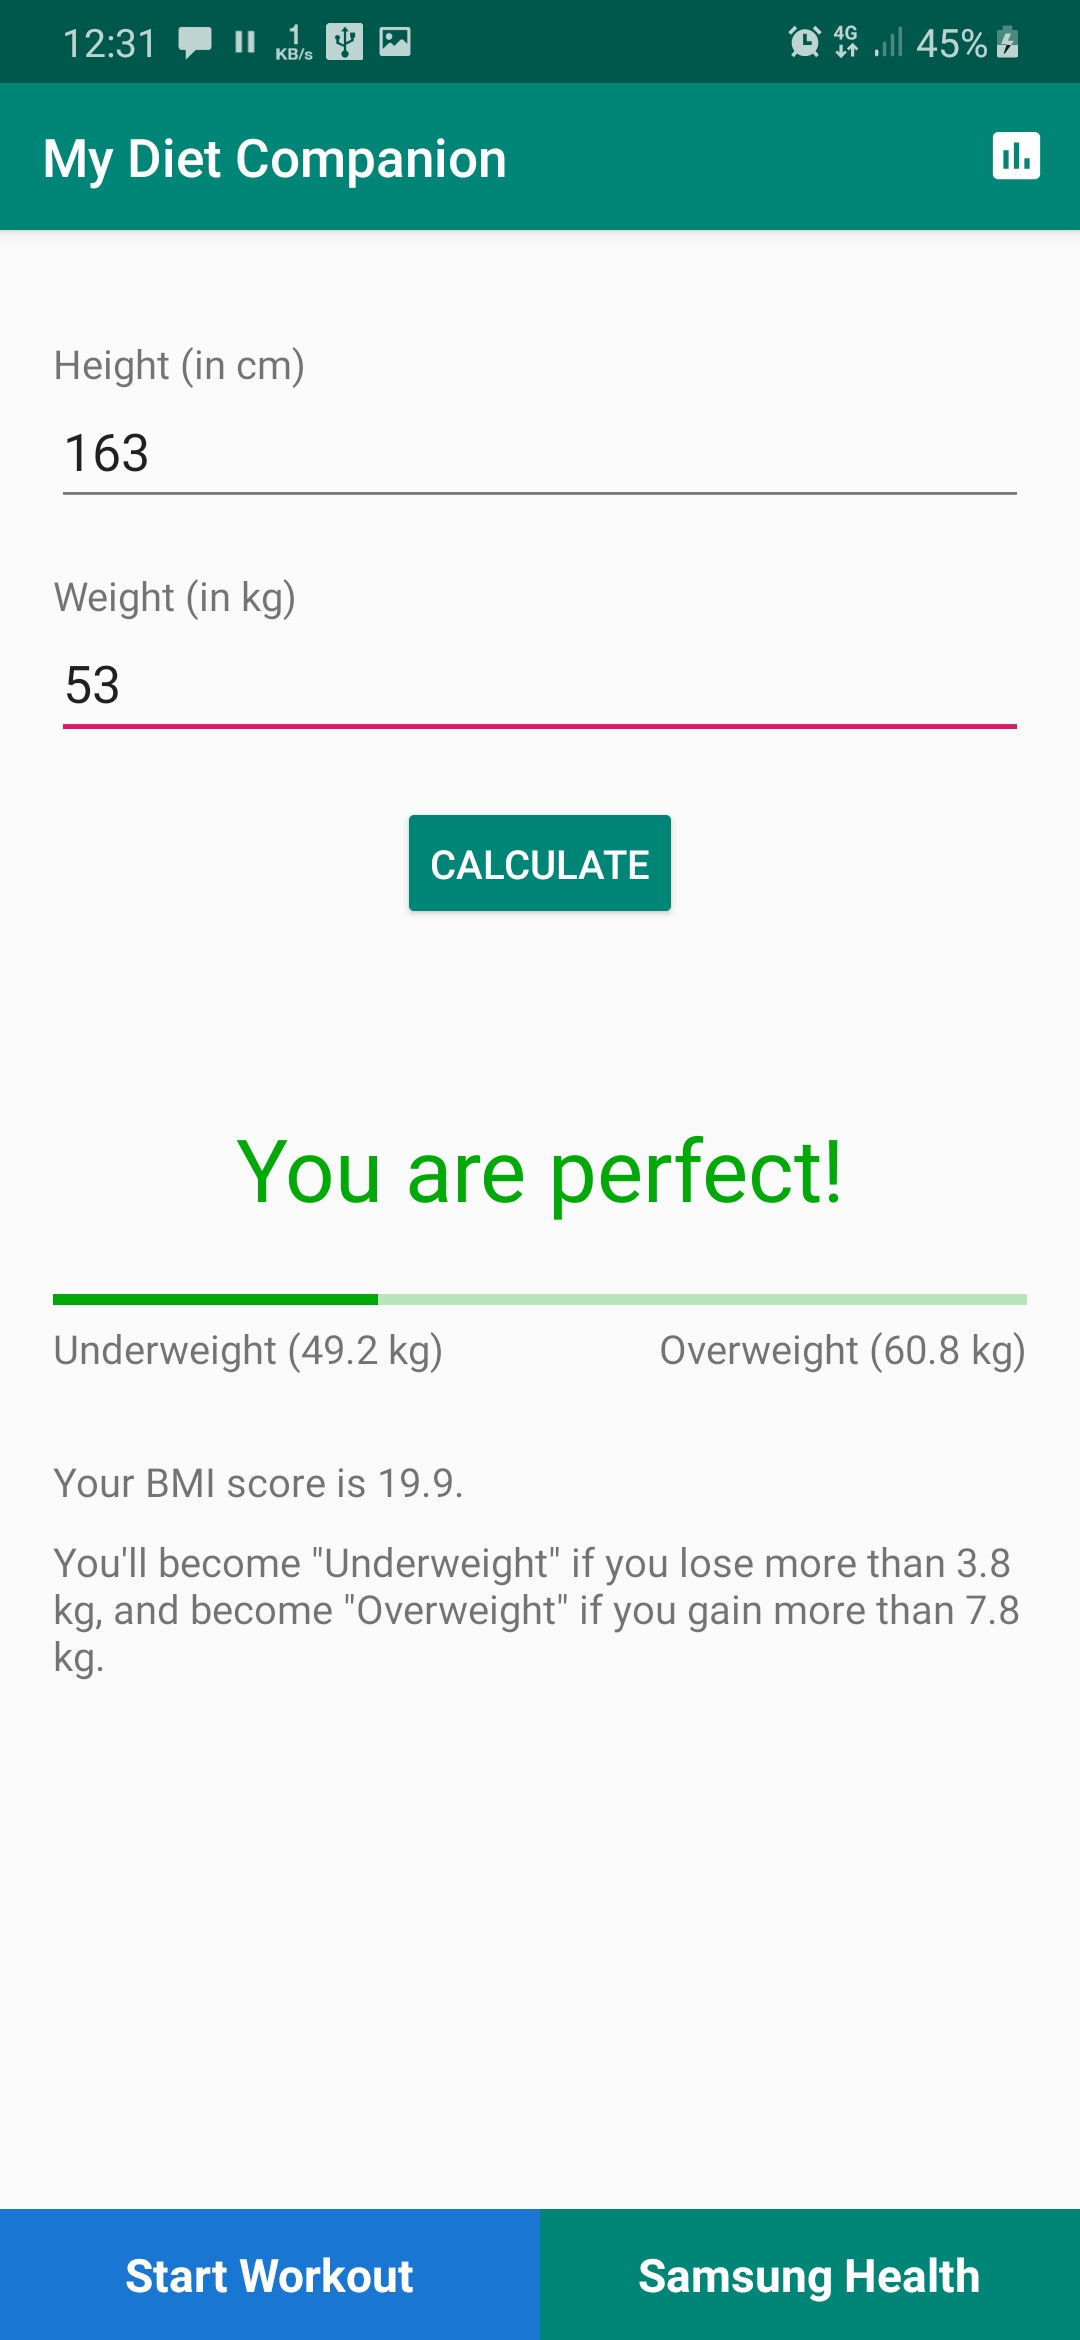 12:31 1 KB/s 4G 45%
My Diet Companion
Height (in cm)
163
Weight (in kg)
53
CALCULATE
You are perfect!
Underweight (49.2 kg) Overweight (60.8 kg)
Your BMI score is 19.9.
You'll become "Underweight" if you lose more than 3.8
kg, and become "Overweight" if you gain more than 7.8
kg.
Start Workout Samsung Health